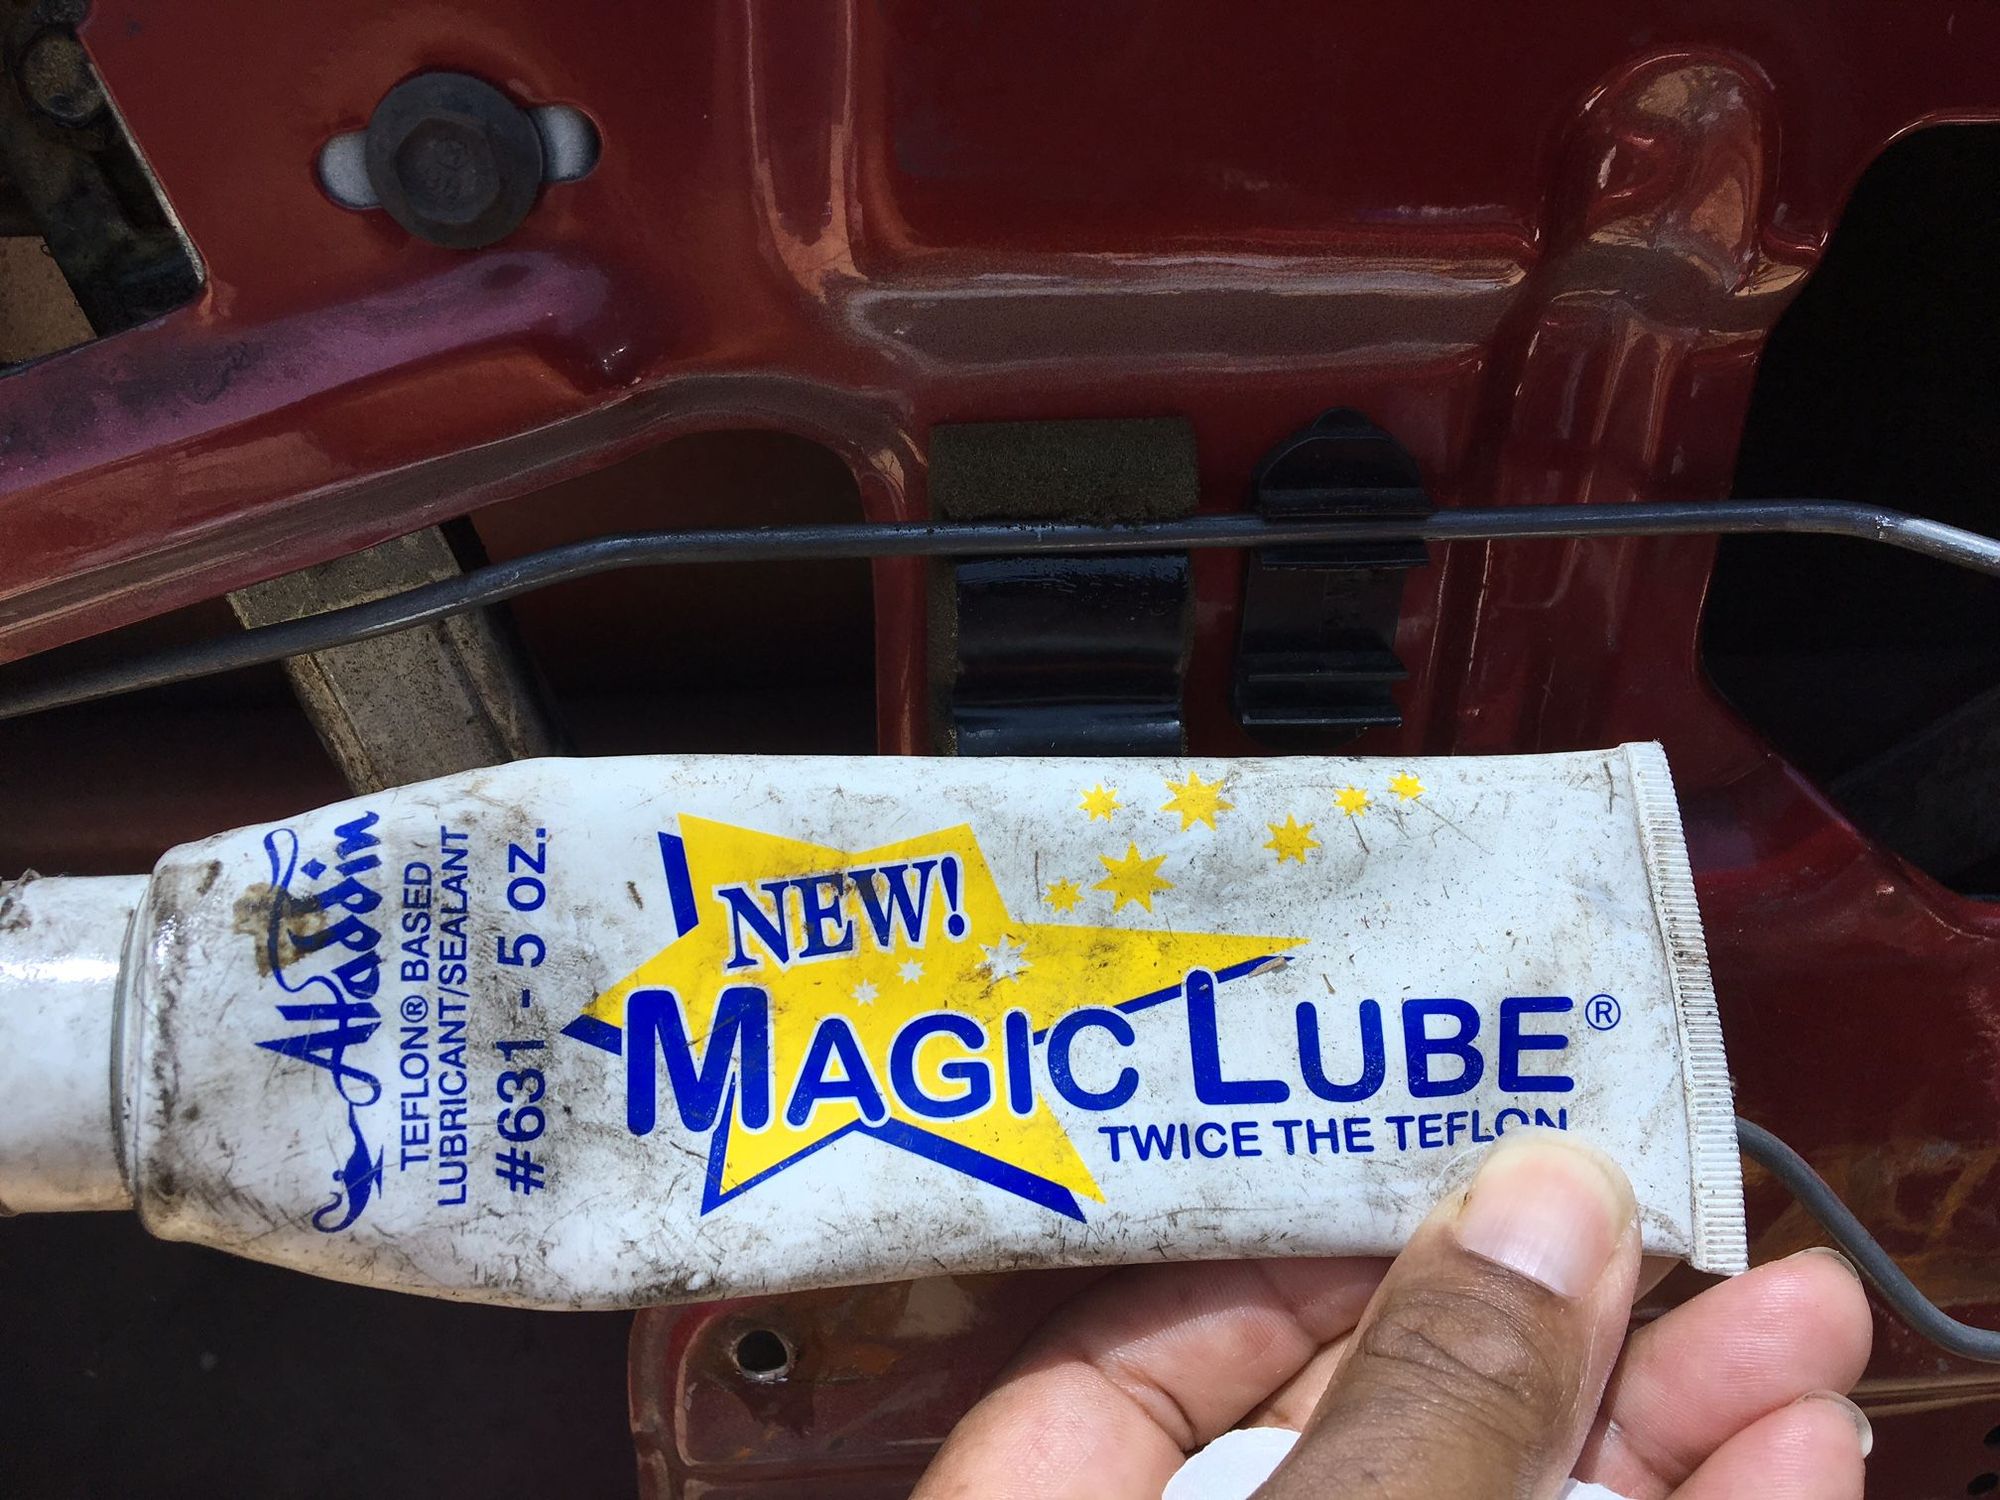 Aladdin
TEFLON® BASED
LUBRICANT/SEALANT
#631 - 5 oz.
NEW!
MAGIC LUBE®
TWICE THE TEFLON